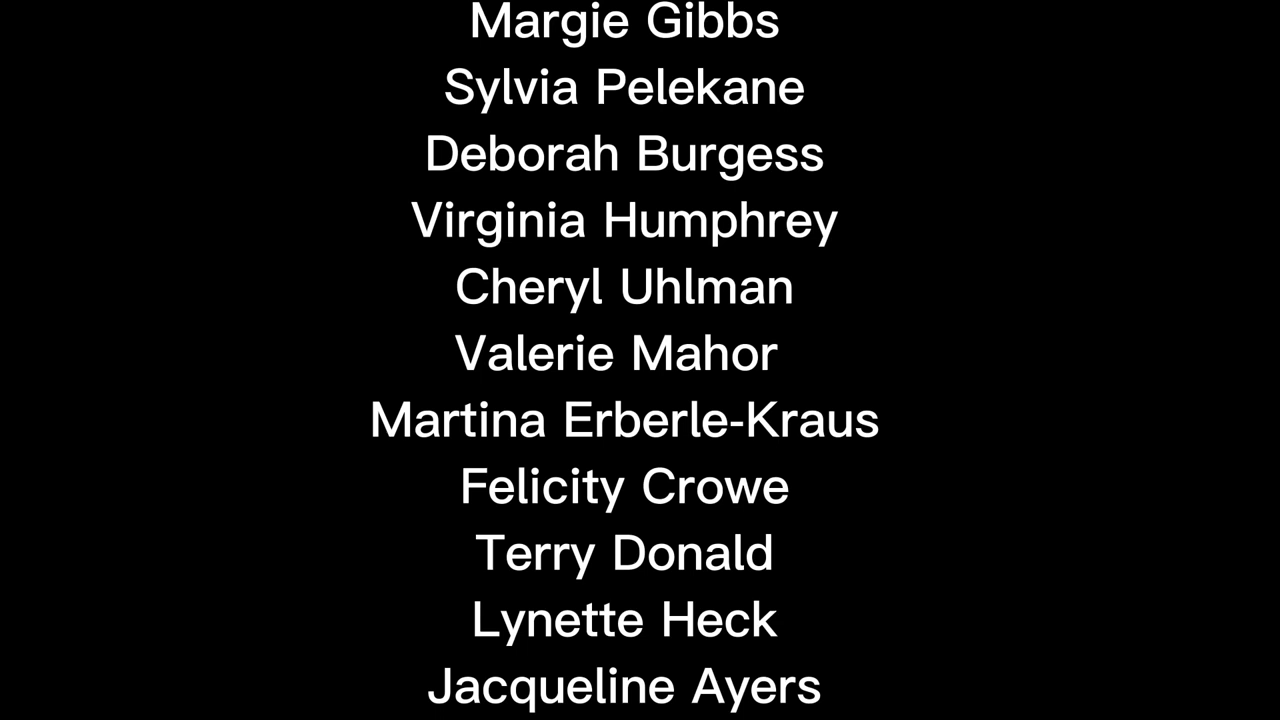 Margie Gibbs
Sylvia Pelekane
Deborah Burgess
Virginia Humphrey
Cheryl Uhlman
Valerie Mahor
Martina Erberle-Kraus
Felicity Crowe
Terry Donald
Lynette Heck
Jacqueline Ayers